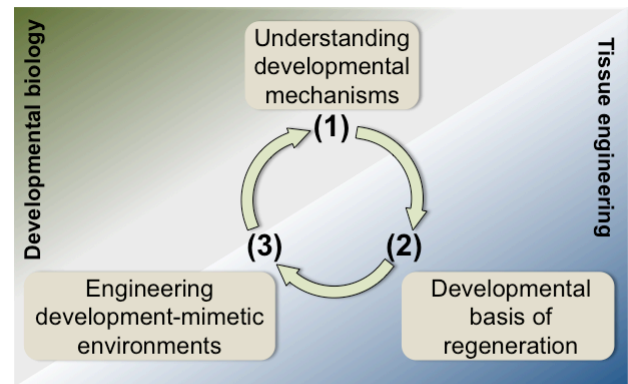 Developmental biology
Tissue engineering
Understanding
developmental
mechanisms
(1)
(2)
(3)
Developmental
basis of
regeneration
Engineering
development-mimetic
environments